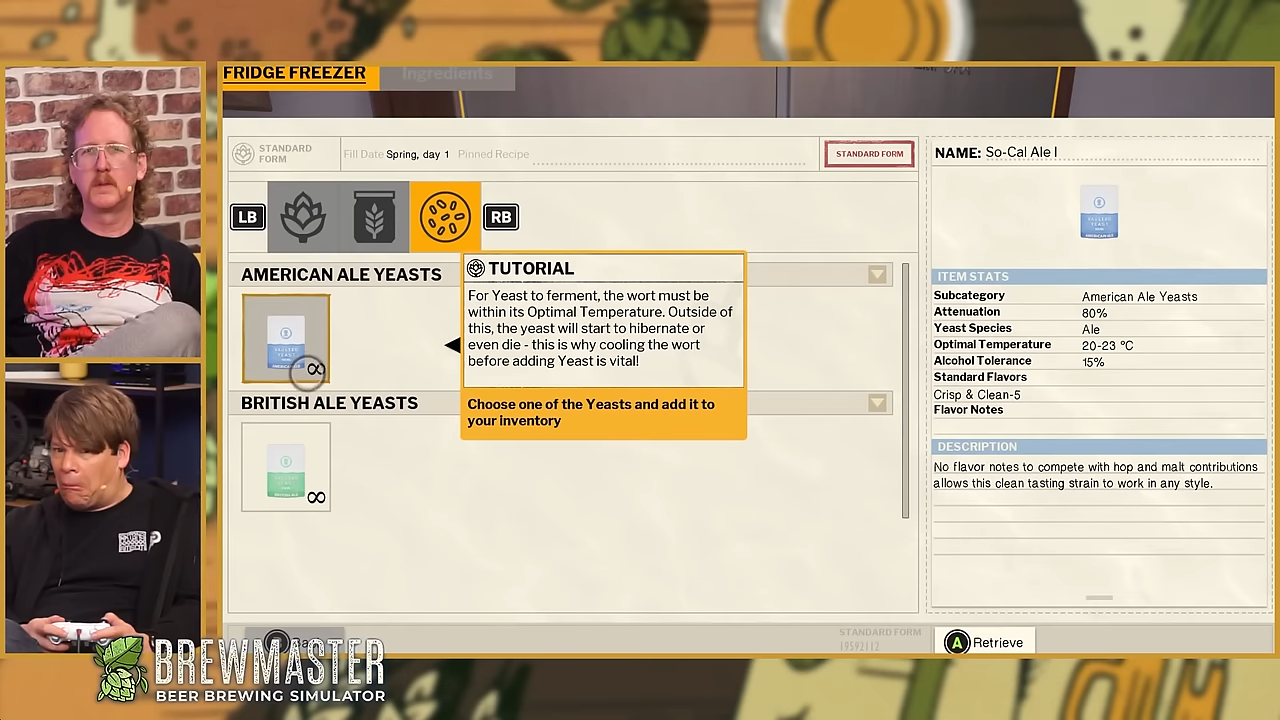 FRIDGE FREEZER
Ingredients
STANDARD
FORM
Fill Date Spring, day 1 Pinned Recipe
STANDARD FORM
NAME: So-Cal Ale I
LB
RB
AMERICAN ALE YEASTS
∞
BRITISH ALE YEASTS
∞
TUTORIAL
For Yeast to ferment, the wort must be
within its Optimal Temperature. Outside of
this, the yeast will start to hibernate or
even die - this is why cooling the wort
before adding Yeast is vital!
Choose one of the Yeasts and add it to
your inventory
ITEM STATS
Subcategory American Ale Yeasts
Attenuation 80%
Yeast Species Ale
Optimal Temperature 20-23 °C
Alcohol Tolerance 15%
Standard Flavors
Crisp & Clean-5
Flavor Notes
DESCRIPTION
No flavor notes to compete with hop and malt contributions
allows this clean tasting strain to work in any style.
STANDARD FORM
19592112
A Retrieve
BREWMASTER
BEER BREWING SIMULATOR